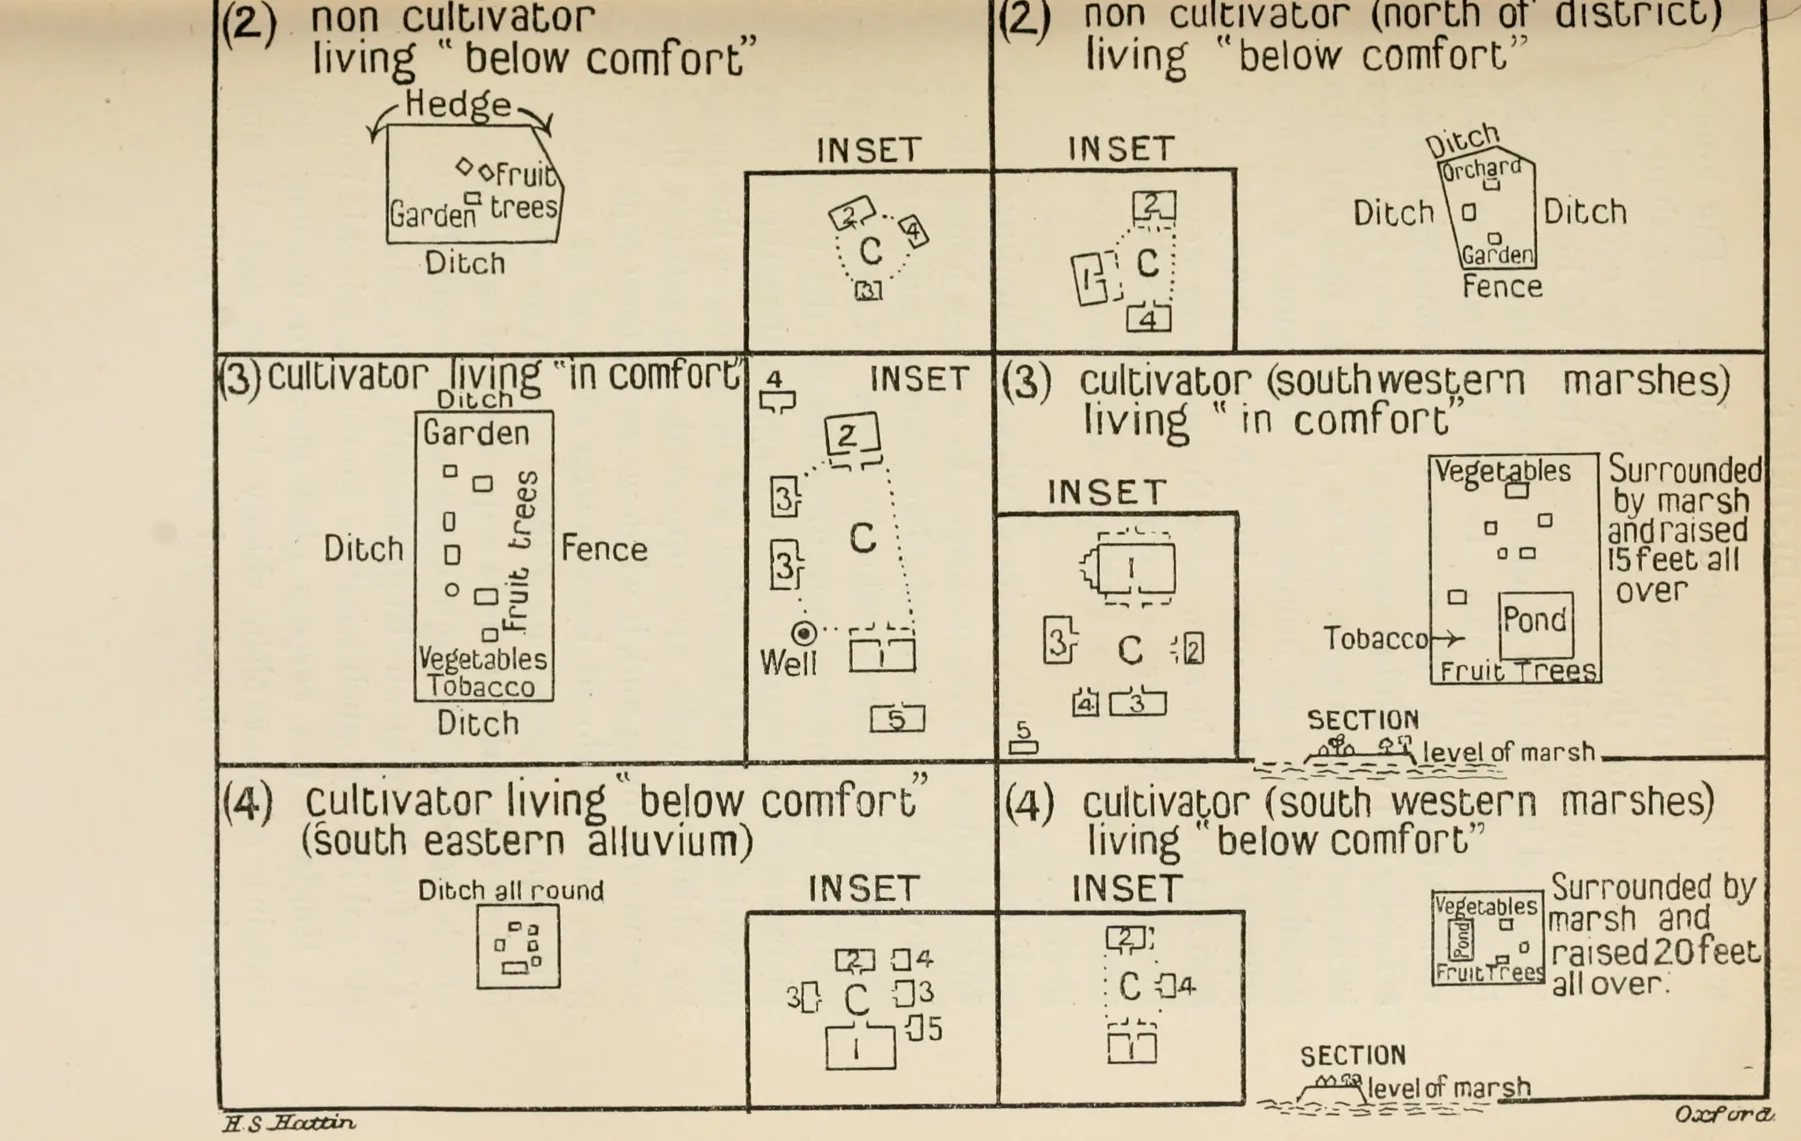 (2) non cultivator
living "below comfort"
Hedge
Fruit
trees
Garden
Ditch
INSET
2
4
C
3
(2) non cultivator (north of district)
living "below comfort"
INSET
2
1
C
4
Ditch
Orchard
Ditch
Ditch
Garden
Fence
(3) cultivator living "in comfort"
Ditch
Garden
Fruit trees
Ditch
Fence
Vegetables
Tobacco
Ditch
4
INSET
2
3
C
3
Well
1
5
(3) cultivator (southwestern marshes)
living "in comfort"
INSET
1
3
C
2
4
3
5
Vegetables
Pond
Tobacco
Fruit Trees
Surrounded
by marsh
and raised
15 feet all
over
SECTION
level of marsh
(4) cultivator living "below comfort"
(south eastern alluvium)
Ditch all round
INSET
2
4
3
C
3
5
1
(4) cultivator (south western marshes)
living "below comfort"
INSET
2
C
4
1
Vegetables
Pond
Fruit Trees
Surrounded by
marsh and
raised 20 feet
all over.
SECTION
level of marsh
H.S. Hattin
Oxford.